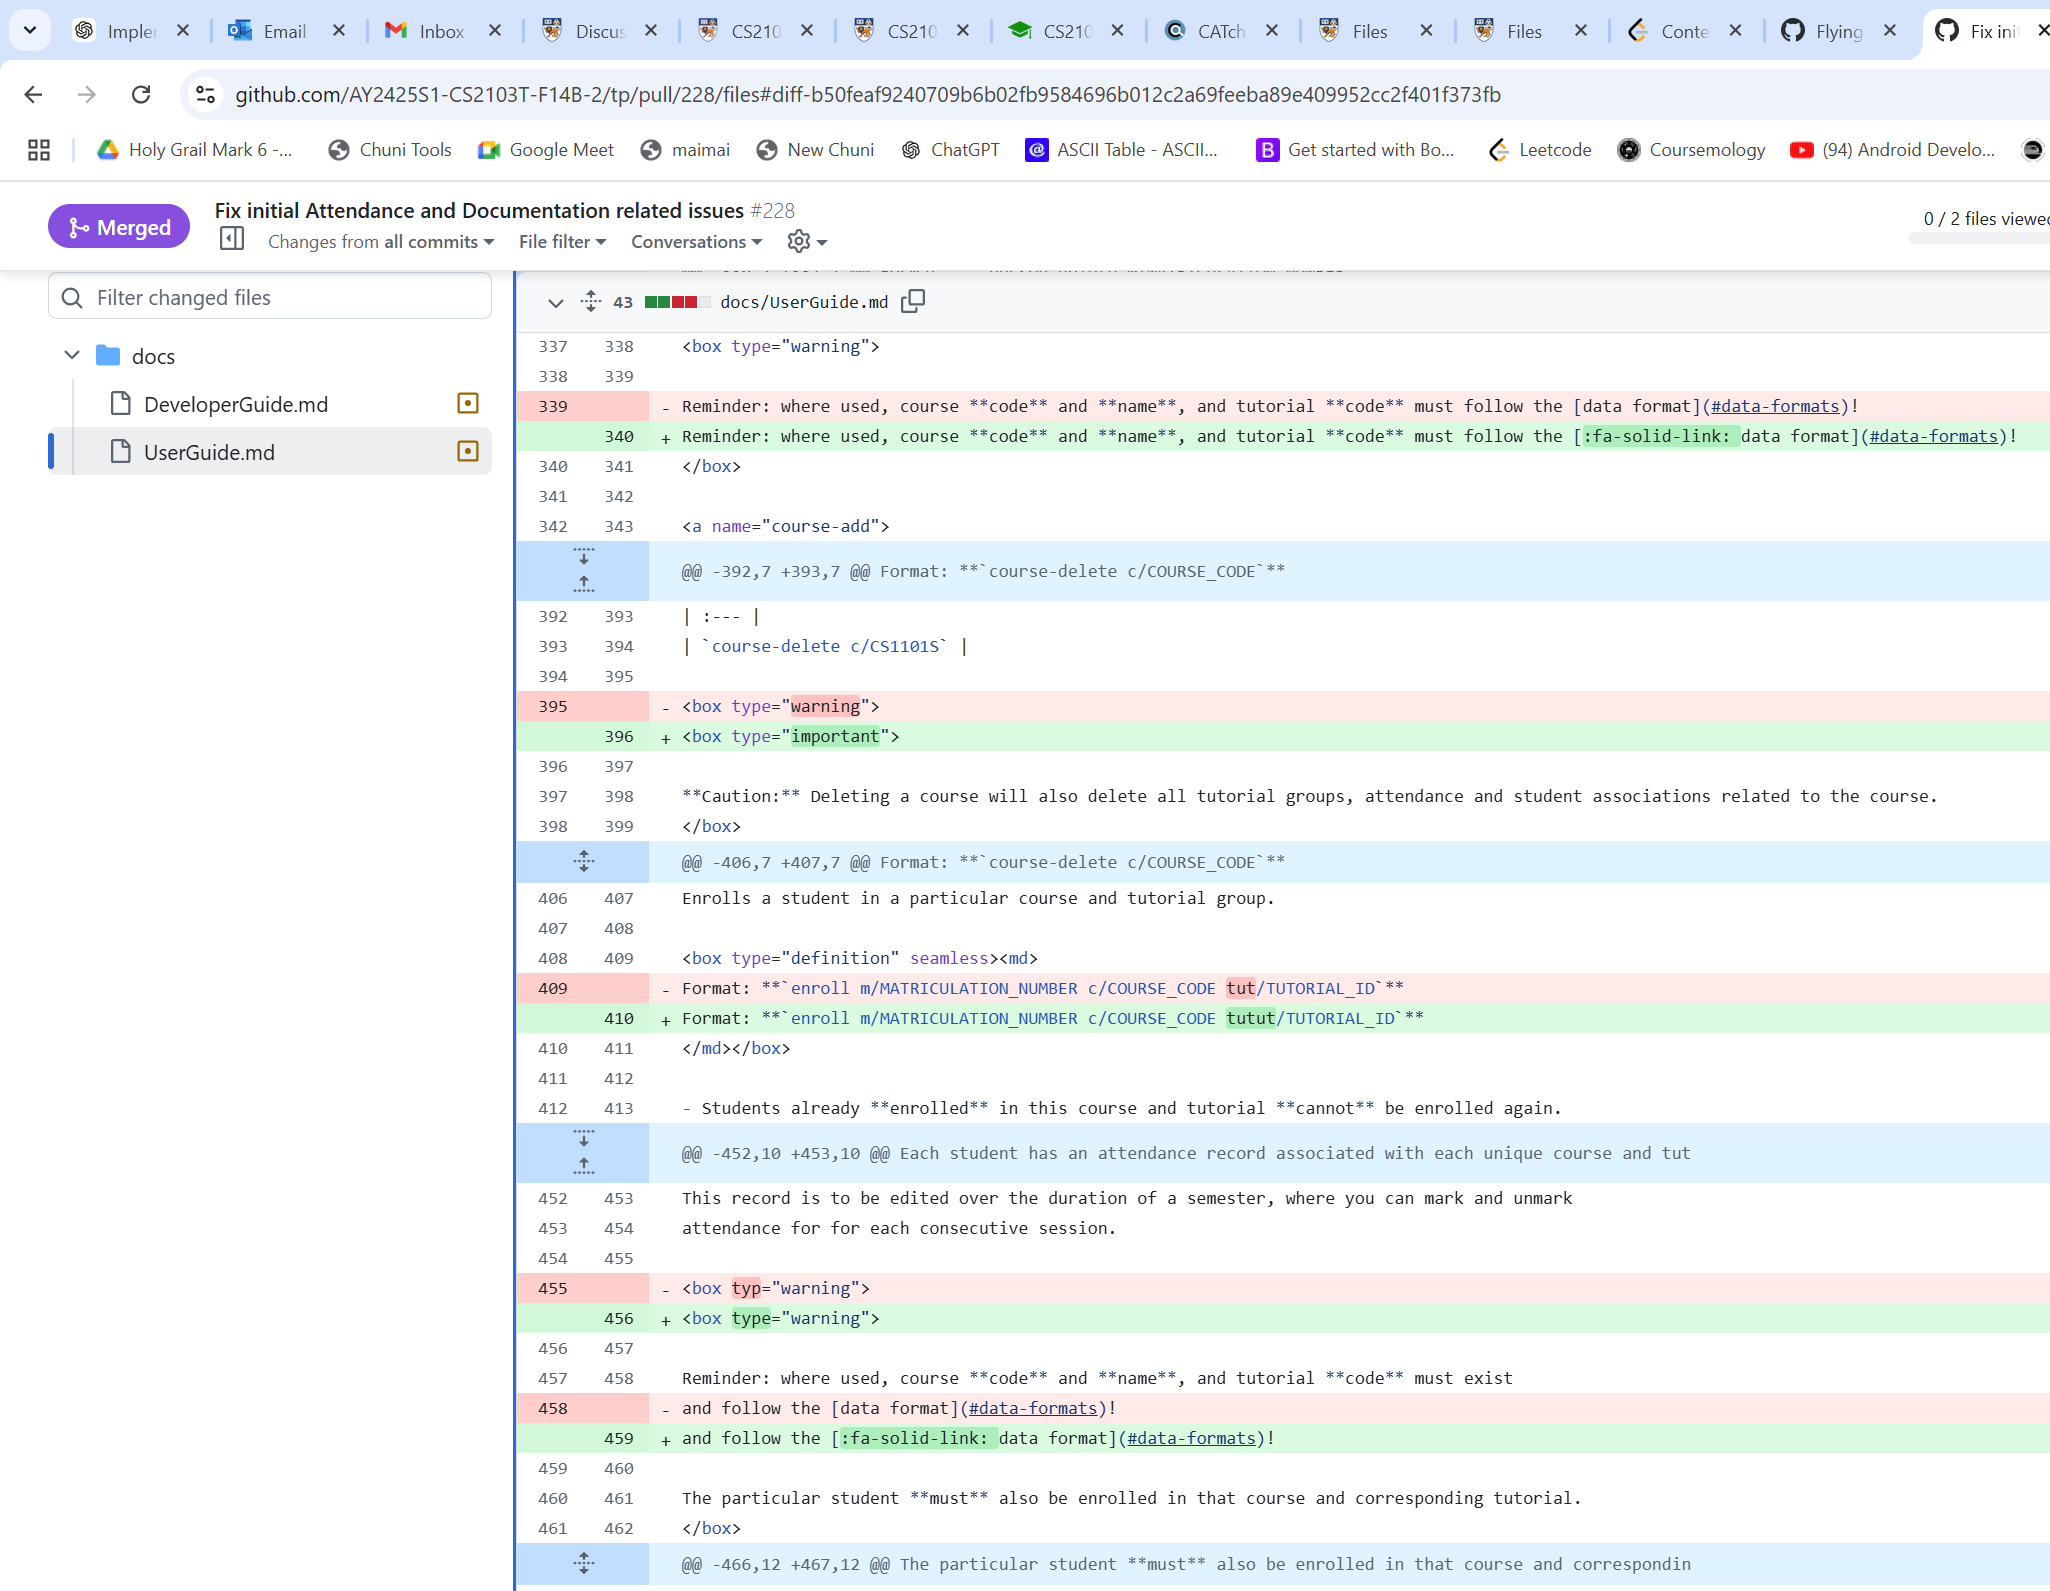 Impler
Email
Inbox
Discus
CS210
CS210
CS210
CATch
Files
Files
Conte
Flying
Fix init
github.com/AY2425S1-CS2103T-F14B-2/tp/pull/228/files#diff-b50feaf9240709b6b02fb9584696b012c2a69feeba89e409952cc2f401f373fb
Holy Grail Mark 6 -...
Chuni Tools
Google Meet
maimai
New Chuni
ChatGPT
ASCII Table - ASCII...
Get started with Bo...
Leetcode
Coursemology
(94) Android Develo...
Merged
Fix initial Attendance and Documentation related issues #228
Changes from all commits
File filter
Conversations
0 / 2 files viewed
Filter changed files
docs
DeveloperGuide.md
UserGuide.md
43 docs/UserGuide.md
337 338 <box type="warning">
338 339
339 - Reminder: where used, course **code** and **name**, and tutorial **code** must follow the [data format](#data-formats)!
340 + Reminder: where used, course **code** and **name**, and tutorial **code** must follow the [:fa-solid-link: data format](#data-formats)!
340 341 </box>
341 342
342 343 <a name="course-add">
@@ -392,7 +393,7 @@ Format: **`course-delete c/COURSE_CODE`**
392 393 | :--- |
393 394 | `course-delete c/CS1101S` |
394 395
395 - <box type="warning">
396 + <box type="important">
396 397
397 398 **Caution:** Deleting a course will also delete all tutorial groups, attendance and student associations related to the course.
398 399 </box>
@@ -406,7 +407,7 @@ Format: **`course-delete c/COURSE_CODE`**
406 407 Enrolls a student in a particular course and tutorial group.
407 408
408 409 <box type="definition" seamless><md>
409 - Format: **`enroll m/MATRICULATION_NUMBER c/COURSE_CODE tut/TUTORIAL_ID`**
410 + Format: **`enroll m/MATRICULATION_NUMBER c/COURSE_CODE tutut/TUTORIAL_ID`**
410 411 </md></box>
411 412
412 413 - Students already **enrolled** in this course and tutorial **cannot** be enrolled again.
@@ -452,10 +453,10 @@ Each student has an attendance record associated with each unique course and tut
452 453 This record is to be edited over the duration of a semester, where you can mark and unmark
453 454 attendance for for each consecutive session.
454 455
455 - <box typ="warning">
456 + <box type="warning">
456 457
457 458 Reminder: where used, course **code** and **name**, and tutorial **code** must exist
458 - and follow the [data format](#data-formats)!
459 + and follow the [:fa-solid-link: data format](#data-formats)!
459 460
460 461 The particular student **must** also be enrolled in that course and corresponding tutorial.
461 462 </box>
@@ -466,12 +467,12 @@ The particular student **must** also be enrolled in that course and correspondin